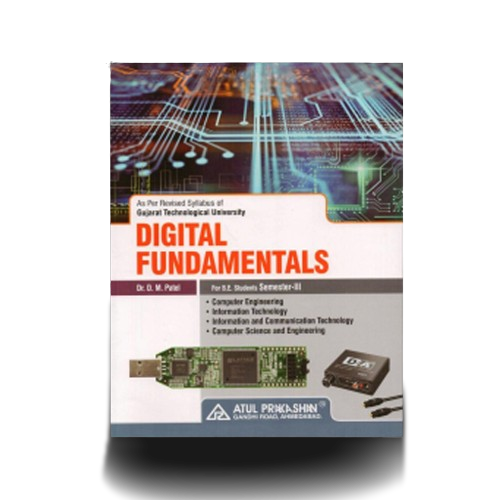 As Per Revised Syllabus of
Gujarat Technological University
DIGITAL
FUNDAMENTALS
Dr. D. M. Patel
For B.E. Students Semester-III
• Computer Engineering
• Information Technology
• Information and Communication Technology
• Computer Science and Engineering
ATUL PRAKASHAN
GANDHI ROAD, AHMEDABAD.